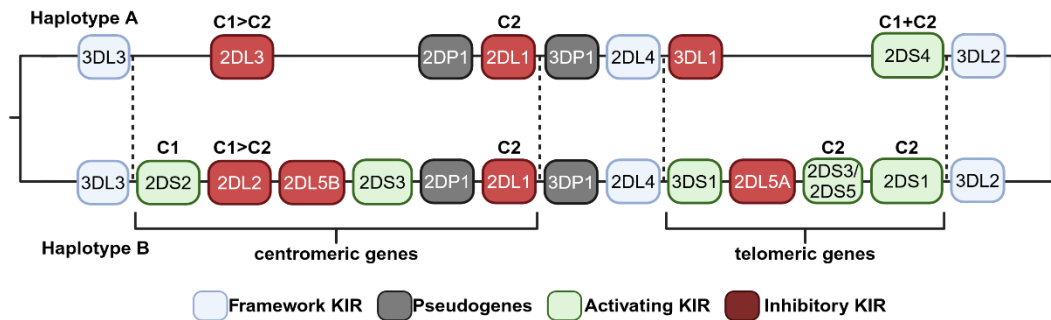 Haplotype A
C1>C2 C2 C1+C2
3DL3 2DL3 2DP1 2DL1 3DP1 2DL4 3DL1 2DS4 3DL2
C1 C1>C2 C2 C2 C2
3DL3 2DS2 2DL2 2DL5B 2DS3 2DP1 2DL1 3DP1 2DL4 3DS1 2DL5A 2DS3/ 2DS1 3DL2
2DS5
Haplotype B
centromeric genes telomeric genes
Framework KIR Pseudogenes Activating KIR Inhibitory KIR